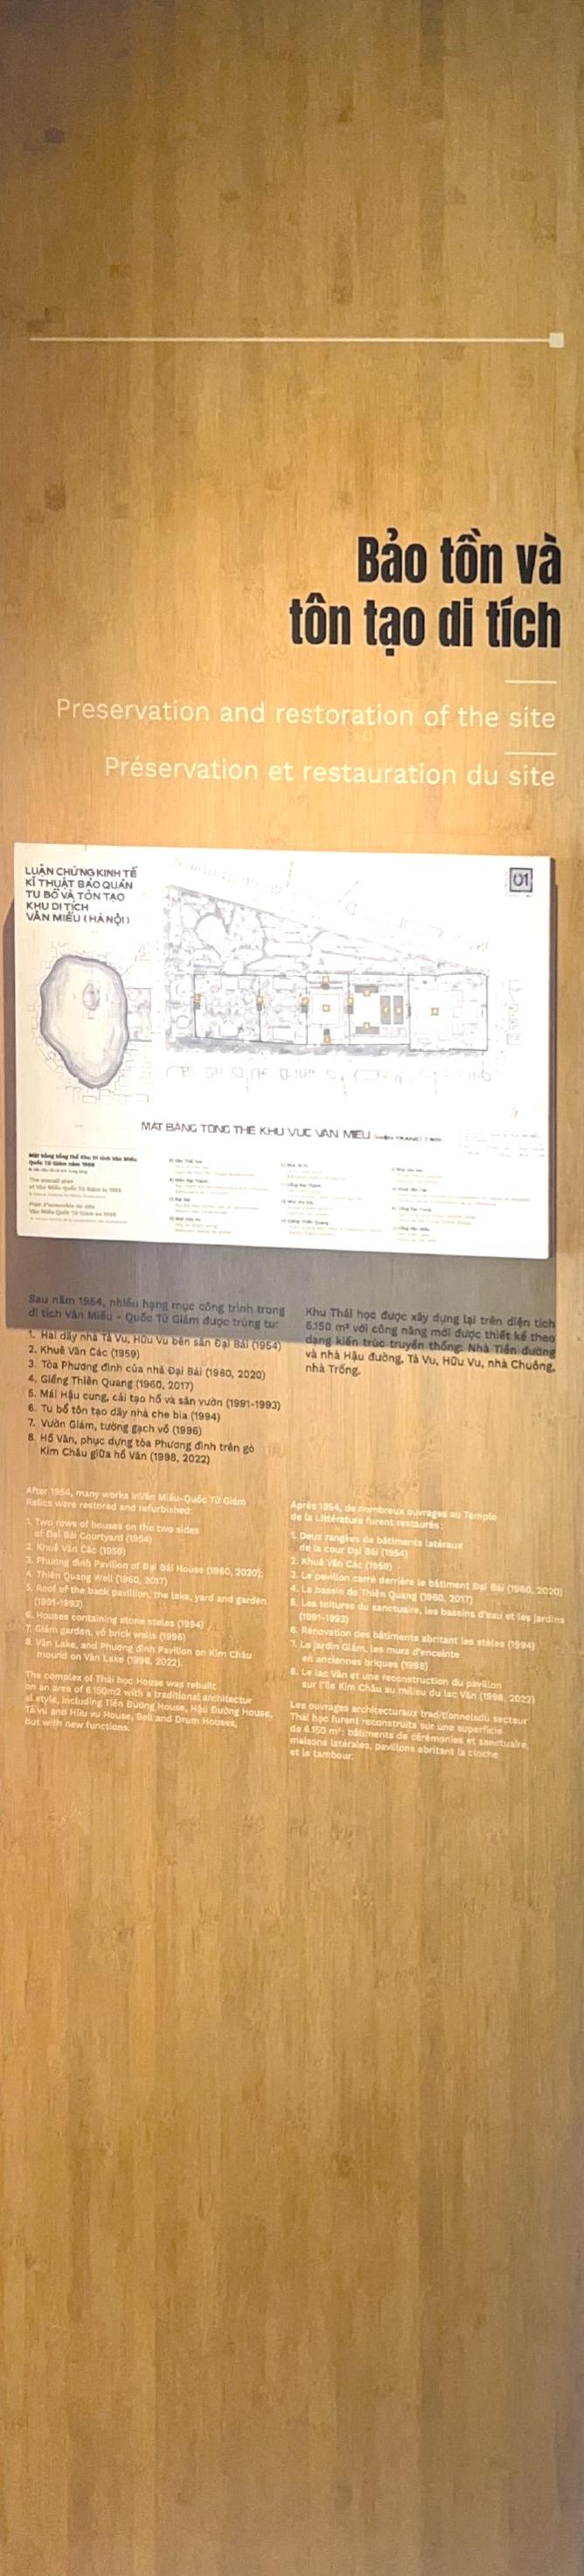 Bảo tồn và
tôn tạo di tích
Preservation and restoration of the site
Préservation et restauration du site
LUẬN CHỨNG KINH TẾ
KĨ THUẬT BẢO QUẢN
TU BỔ VÀ TÔN TẠO
KHU DI TÍCH
VĂN MIẾU (HÀ NỘI)
C1
MẶT BẰNG TỔNG THỂ KHU VỰC VĂN MIẾU
Sau năm 1954, nhiều hạng mục công trình trong
di tích Văn Miếu - Quốc Tử Giám được trùng tu:
1. Hai dãy nhà Tả Vu, Hữu Vu bên sân Đại Bái (1954)
2. Khuê Văn Các (1959)
3. Tòa Phương đình của nhà Đại Bái (1960, 2020)
4. Giếng Thiên Quang (1960, 2017)
5. Mái Hậu cung, cải tạo hồ và sân vườn (1991-1993)
6. Tu bổ tôn tạo dãy nhà che bia (1994)
7. Vườn Giám, tường gạch vồ (1996)
8. Hồ Văn, phục dựng tòa Phương đình trên gò
Kim Châu giữa hồ Văn (1998, 2022)
Khu Thái học được xây dựng lại trên diện tích
6.150 m² với công năng mới được thiết kế theo
dạng kiến trúc truyền thống: Nhà Tiền đường
và nhà Hậu đường, Tả Vu, Hữu Vu, nhà Chuông,
nhà Trống.
After 1954, many works inVăn Miếu-Quốc Tử Giám
Relics were restored and refurbished:
1. Two rows of houses on the two sides
of Đại Bái Courtyard (1954)
2. Khuê Văn Các (1959)
3. Phương đình Pavilion of Đại Bái House (1960, 2020);
4. Thiên Quang Well (1960, 2017)
5. Roof of the back pavilion, the lake, yard and garden
(1991-1993)
6. Houses containing stone steles (1994)
7. Giám garden, vồ brick walls (1996)
8. Văn Lake, and Phương đình Pavilion on Kim Châu
mound on Văn Lake (1998, 2022).
The complex of Thái học House was rebuilt
on an area of 6.150m2 with a traditional architectur
al style, including Tiền Đường House, Hậu Đường House,
Tả Vu and Hữu Vu House, Bell and Drum Houses,
but with new functions.
Après 1954, de nombreux ouvrages au Temple
de la Littérature furent restaurés :
1. Deux rangées de bâtiments latéraux
de la cour Đại Bái (1954)
2. Khuê Văn Các (1959)
3. Le pavillon carré derrière le bâtiment Đại Bái (1960, 2020)
4. Le bassin de Thiên Quang (1960, 2017)
5. Les toitures du sanctuaire, les bassins d'eau et les jardins
(1991-1993)
6. Rénovation des bâtiments abritant les stèles (1994)
7. Le jardin Giám, les murs d'enceinte
en anciennes briques (1996)
8. Le lac Văn et une reconstruction du pavillon
sur l'île Kim Châu au milieu du lac Văn (1998, 2022)
Thái học furent reconstruits sur une superficie
de 6.150 m²: bâtiments de cérémonies et sanctuaire,
maisons latérales, pavillons abritant la cloche
et le tambour.